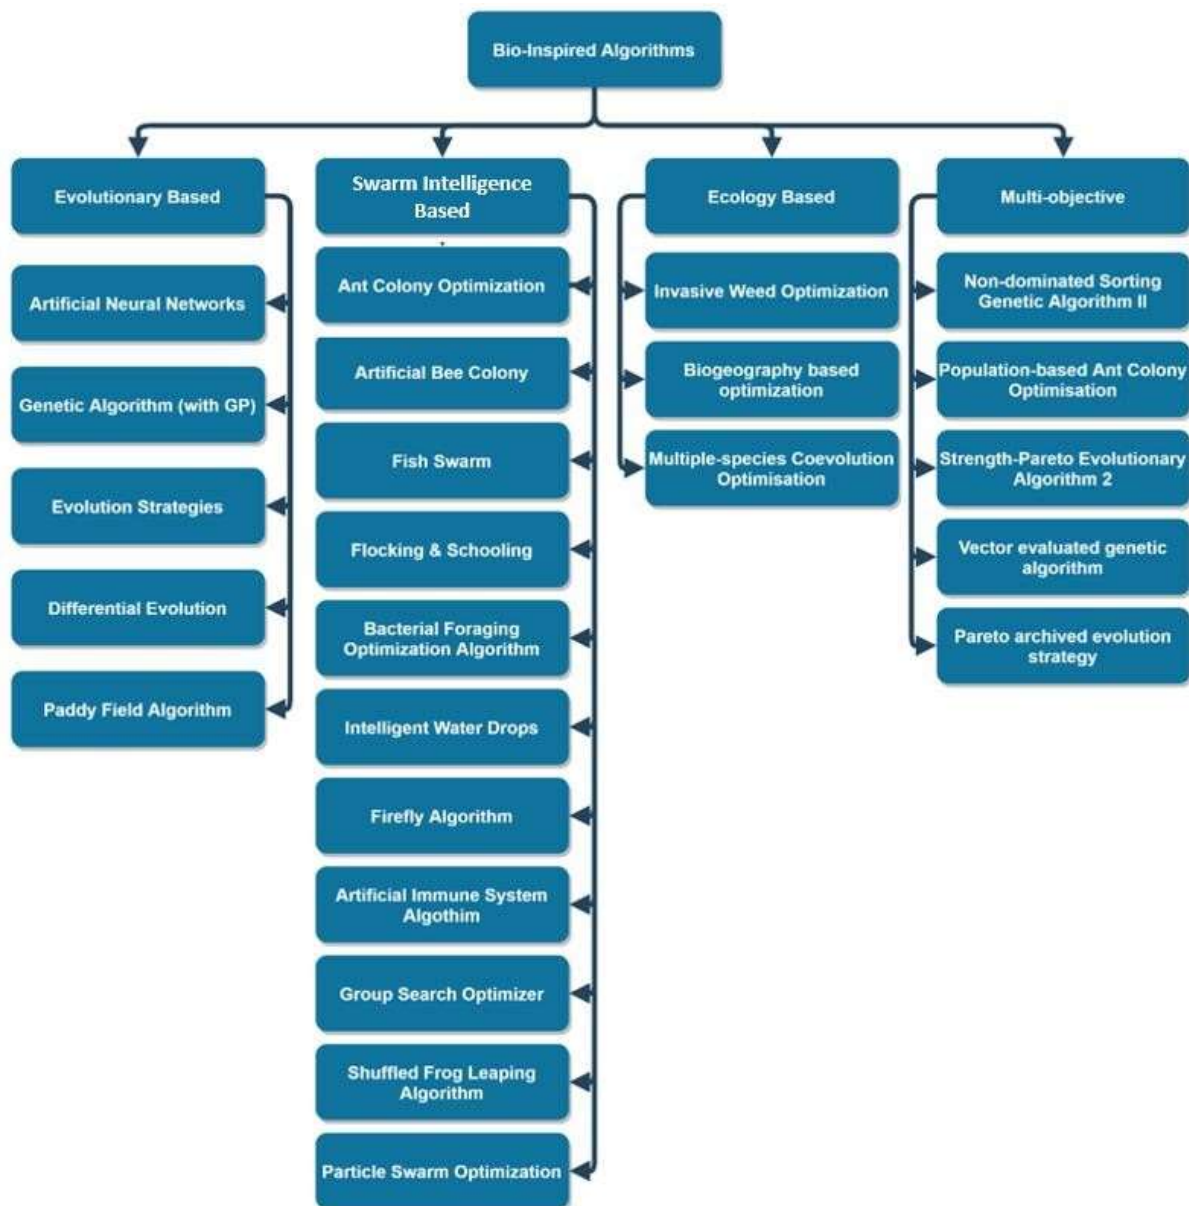 Bio-Inspired Algorithms
Evolutionary Based
Artificial Neural Networks
Genetic Algorithm (with GP)
Evolution Strategies
Differential Evolution
Paddy Field Algorithm
Swarm Intelligence
Based
Ant Colony Optimization
Artificial Bee Colony
Fish Swarm
Flocking & Schooling
Bacterial Foraging
Optimization Algorithm
Intelligent Water Drops
Firefly Algorithm
Artificial Immune System
Algothim
Group Search Optimizer
Shuffled Frog Leaping
Algorithm
Particle Swarm Optimization
Ecology Based
Invasive Weed Optimization
Biogeography based
optimization
Multiple-species Coevolution
Optimisation
Multi-objective
Non-dominated Sorting
Genetic Algorithm II
Population-based Ant Colony
Optimisation
Strength-Pareto Evolutionary
Algorithm 2
Vector evaluated genetic
algorithm
Pareto archived evolution
strategy